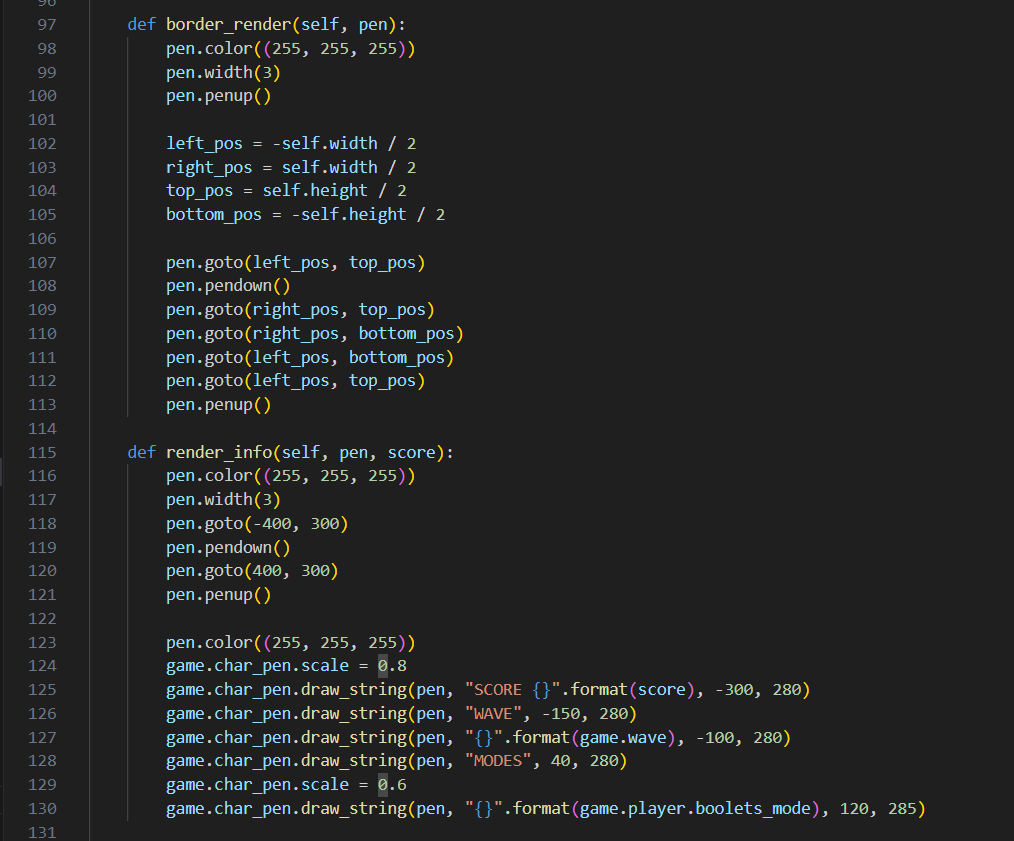 96
97 def border_render(self, pen):
98 pen.color((255, 255, 255))
99 pen.width(3)
100 pen.penup()
101
102 left_pos = -self.width / 2
103 right_pos = self.width / 2
104 top_pos = self.height / 2
105 bottom_pos = -self.height / 2
106
107 pen.goto(left_pos, top_pos)
108 pen.pendown()
109 pen.goto(right_pos, top_pos)
110 pen.goto(right_pos, bottom_pos)
111 pen.goto(left_pos, bottom_pos)
112 pen.goto(left_pos, top_pos)
113 pen.penup()
114
115 def render_info(self, pen, score):
116 pen.color((255, 255, 255))
117 pen.width(3)
118 pen.goto(-400, 300)
119 pen.pendown()
120 pen.goto(400, 300)
121 pen.penup()
122
123 pen.color((255, 255, 255))
124 game.char_pen.scale = 0.8
125 game.char_pen.draw_string(pen, "SCORE {}".format(score), -300, 280)
126 game.char_pen.draw_string(pen, "WAVE", -150, 280)
127 game.char_pen.draw_string(pen, "{}".format(game.wave), -100, 280)
128 game.char_pen.draw_string(pen, "MODES", 40, 280)
129 game.char_pen.scale = 0.6
130 game.char_pen.draw_string(pen, "{}".format(game.player.boolets_mode), 120, 285)
131